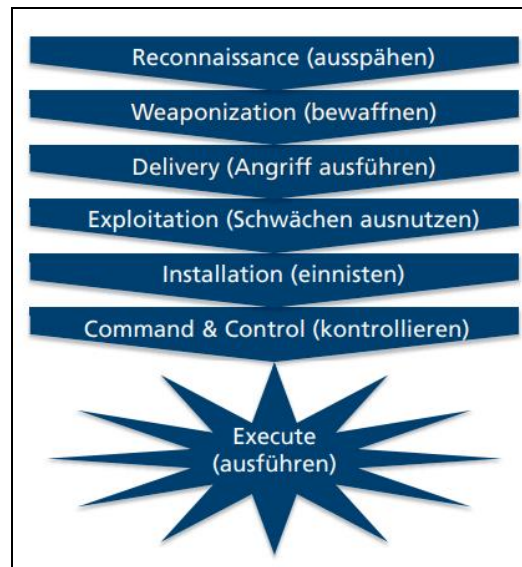 Reconnaissance (ausspähen)
Weaponization (bewaffnen)
Delivery (Angriff ausführen)
Exploitation (Schwächen ausnutzen)
Installation (einnisten)
Command & Control (kontrollieren)
Execute
(ausführen)